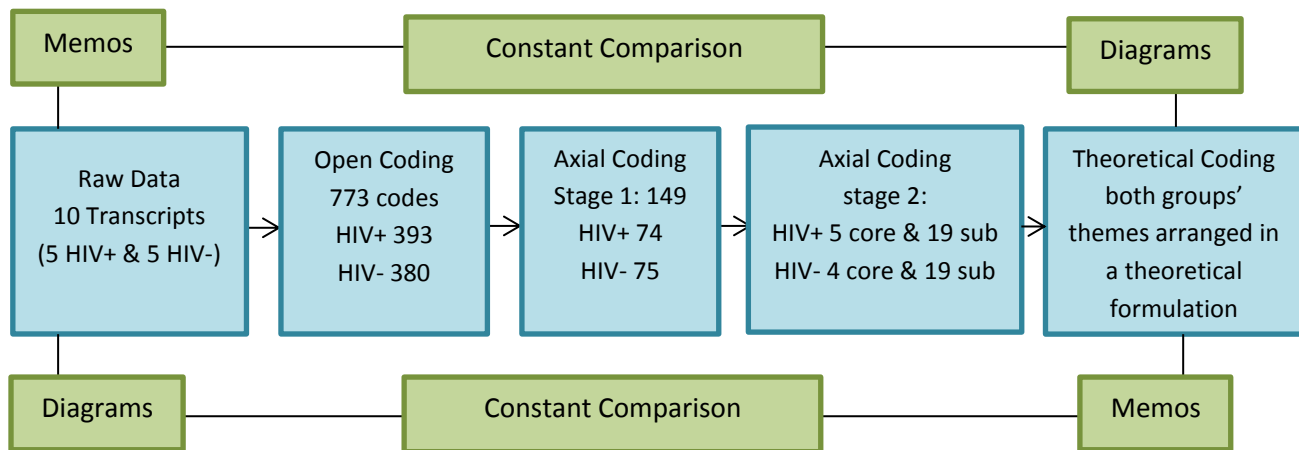 Memos
Constant Comparison
Diagrams
Raw Data
10 Transcripts
(5 HIV+ & 5 HIV-)
Open Coding
773 codes
HIV+ 393
HIV- 380
Axial Coding
Stage 1: 149
HIV+ 74
HIV- 75
Axial Coding
stage 2:
HIV+ 5 core & 19 sub
HIV- 4 core & 19 sub
Theoretical Coding
both groups’
themes arranged in
a theoretical
formulation
Diagrams
Constant Comparison
Memos